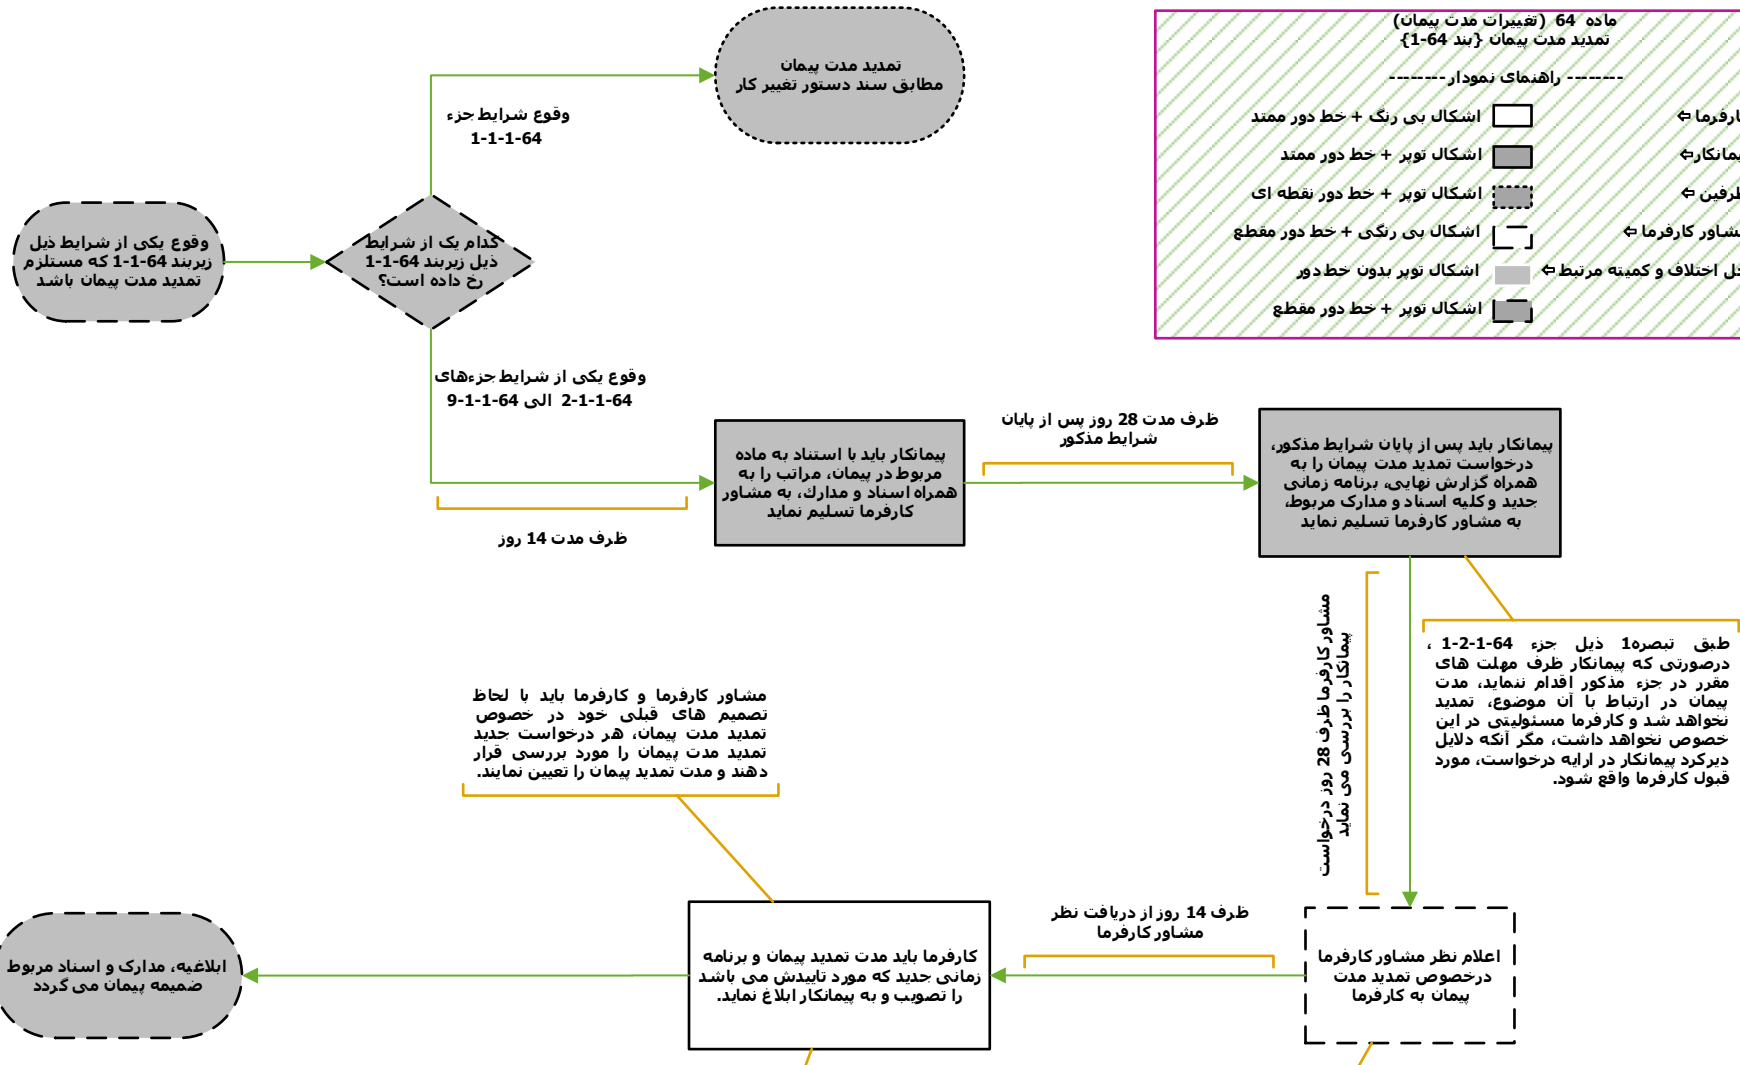 ماده 64 (تغییرات مدت پیمان)
تمدید مدت پیمان {بند 64-1}
-------- راهنمای نمودار --------
اشکال بی رنگ + خط دور ممتد
اشکال توپر + خط دور ممتد
اشکال توپر + خط دور نقطه ای
مشاور کارفرما ⇦ اشکال بی رنگی + خط دور مقطع
حل اختلاف و کمیته مرتبط ⇦ اشکال توپر بدون خط دور
اشکال توپر + خط دور مقطع
تمدید مدت پیمان
مطابق سند دستور تغییر کار
وقوع شرایط جزء
1-1-1-64
وقوع یکی از شرایط ذیل
زیربند 64-1-1 که مستلزم
تمدید مدت پیمان باشد
کدام یک از شرایط
ذیل زیربند 64-1-1
رخ داده است؟
وقوع یکی از شرایط جزءهای
2-1-1-64 الی 9-1-1-64
ظرف مدت 14 روز
پیمانکار باید با استناد به ماده
مربوط در پیمان، مراتب را به
همراه اسناد و مدارك، به مشاور
کارفرما تسلیم نماید
ظرف مدت 28 روز پس از پایان
شرایط مذکور
پیمانکار باید پس از پایان شرایط مذکور،
درخواست تمدید مدت پیمان را به
همراه گزارش نهایی، برنامه زمانی
جدید و کلیه اسناد و مدارک مربوط،
به مشاور کارفرما تسلیم نماید
مشاور کارفرما ظرف 28 روز درخواست
پیمانکار را بررسی می نماید
طبق تبصره1 ذیل جزء 64-1-2-1 ،
درصورتی که پیمانکار ظرف مهلت های
مقرر در جزء مذکور اقدام ننماید، مدت
پیمان در ارتباط با آن موضوع، تمدید
نخواهد شد و کارفرما مسئولیتی در این
خصوص نخواهد داشت، مگر آنکه دلایل
دیرکرد پیمانکار در ارایه درخواست، مورد
قبول کارفرما واقع شود.
مشاور کارفرما و کارفرما باید با لحاظ
تصمیم های قبلی خود در خصوص
تمدید مدت پیمان، هر درخواست جدید
تمدید مدت پیمان را مورد بررسی قرار
دهند و مدت تمدید پیمان را تعیین نمایند.
اعلام نظر مشاور کارفرما
درخصوص تمدید مدت
پیمان به کارفرما
ظرف 14 روز از دریافت نظر
مشاور کارفرما
کارفرما باید مدت تمدید پیمان و برنامه
زمانی جدید که مورد تاییدش می باشد
را تصویب و به پیمانکار ابلاغ نماید.
ابلاغیه، مدارک و اسناد مربوط
ضمیمه پیمان می گردد